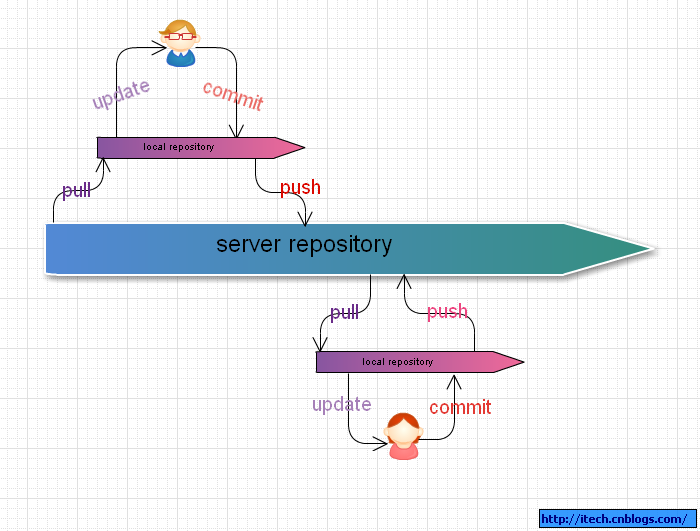 update
commit
local repository
pull
push
server repository
pull
push
local repository
update
commit
http://itech.cnblogs.com/